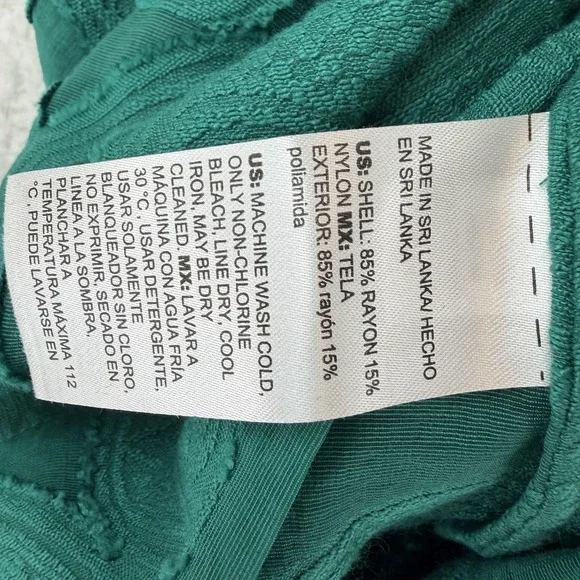 MADE IN SRI LANKA/ HECHO
EN SRI LANKA
US: SHELL: 85% RAYON 15%
NYLON MX: TELA
EXTERIOR: 85% rayón 15%
poliamida
US: MACHINE WASH COLD,
ONLY NON-CHLORINE
BLEACH, LINE DRY, COOL
IRON, MAY BE DRY
CLEANED. MX: LAVAR A
MÁQUINA CON AGUA FRIA
30 °C, USAR DETERGENTE,
USAR SOLAMENTE
BLANQUEADOR SIN CLORO,
NO EXPRIMIR, SECADO EN
LINEA A LA SOMBRA,
PLANCHAR A
TEMPERATURA MÁXIMA 112
°C, PUEDE LAVARSE EN